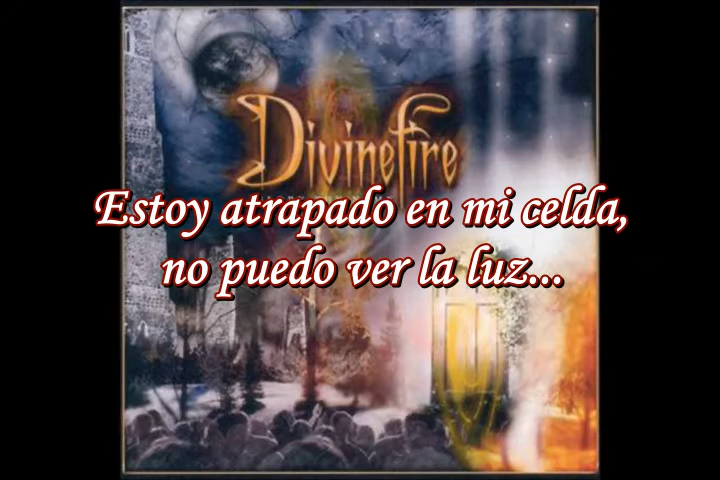 Divinefire
Estoy atrapado en mi celda,
no puedo ver la luz...